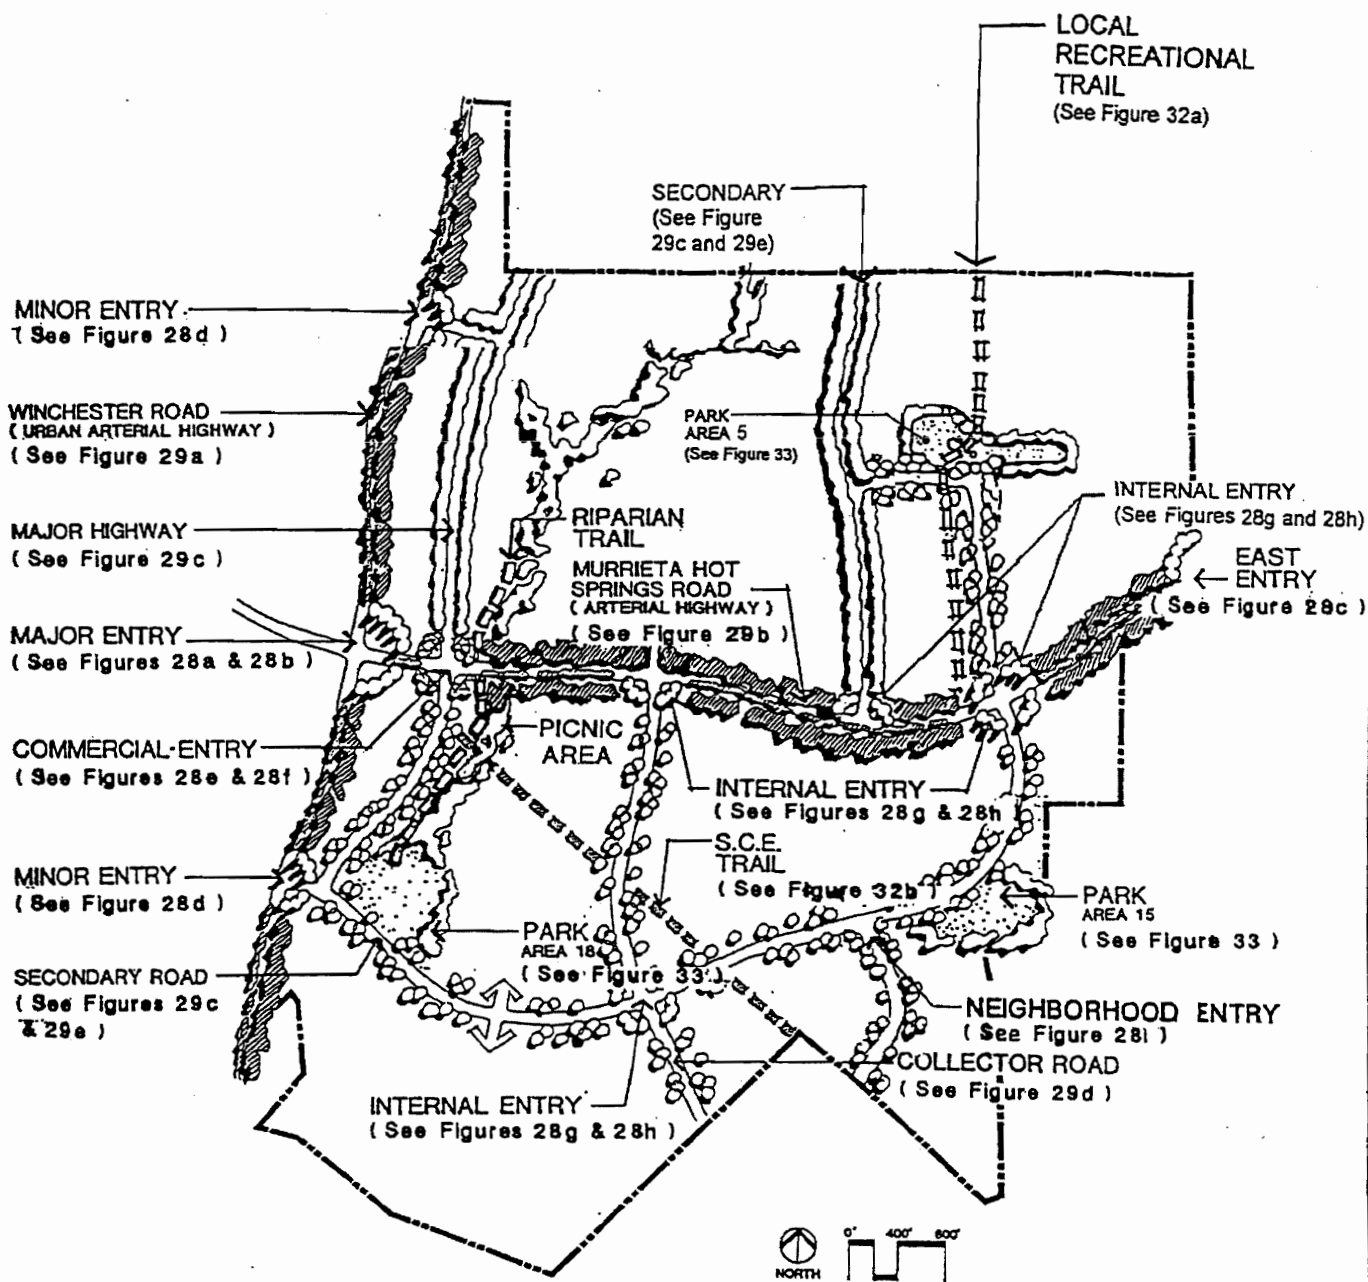 LOCAL
RECREATIONAL
TRAIL
(See Figure 32a)
SECONDARY
(See Figure
29c and 29e)
MINOR ENTRY
(See Figure 28d)
WINCHESTER ROAD
(URBAN ARTERIAL HIGHWAY)
(See Figure 29a)
PARK
AREA 5
(See Figure 33)
INTERNAL ENTRY
(See Figures 28g and 28h)
MAJOR HIGHWAY
(See Figure 29c)
RIPARIAN
TRAIL
MURRIETA HOT
SPRINGS ROAD
(ARTERIAL HIGHWAY)
(See Figure 29b)
EAST
ENTRY
(See Figure 28c)
MAJOR ENTRY
(See Figures 28a & 28b)
COMMERCIAL ENTRY
(See Figures 28e & 28f)
PICNIC
AREA
INTERNAL ENTRY
(See Figures 28g & 28h)
S.C.E.
TRAIL
(See Figure 32b)
MINOR ENTRY
(See Figure 28d)
PARK
AREA 18
(See Figure 33)
PARK
AREA 15
(See Figure 33)
SECONDARY ROAD
(See Figures 29c
& 29e)
NEIGHBORHOOD ENTRY
(See Figure 28i)
COLLECTOR ROAD
(See Figure 29d)
INTERNAL ENTRY
(See Figures 28g & 28h)
NORTH
0' 400' 800'